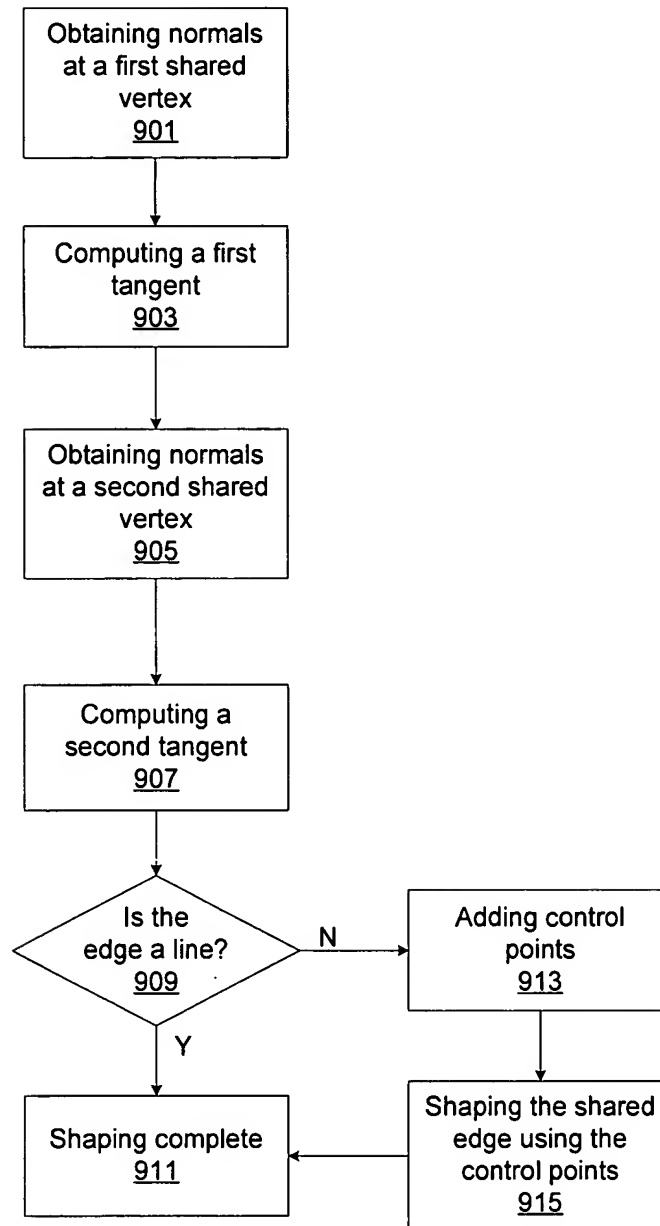 Obtaining normals
at a first shared
vertex
901
Computing a first
tangent
903
Obtaining normals
at a second shared
vertex
905
Computing a
second tangent
907
Is the
edge a line?
909
N
Adding control
points
913
Y
Shaping complete
911
Shaping the shared
edge using the
control points
915